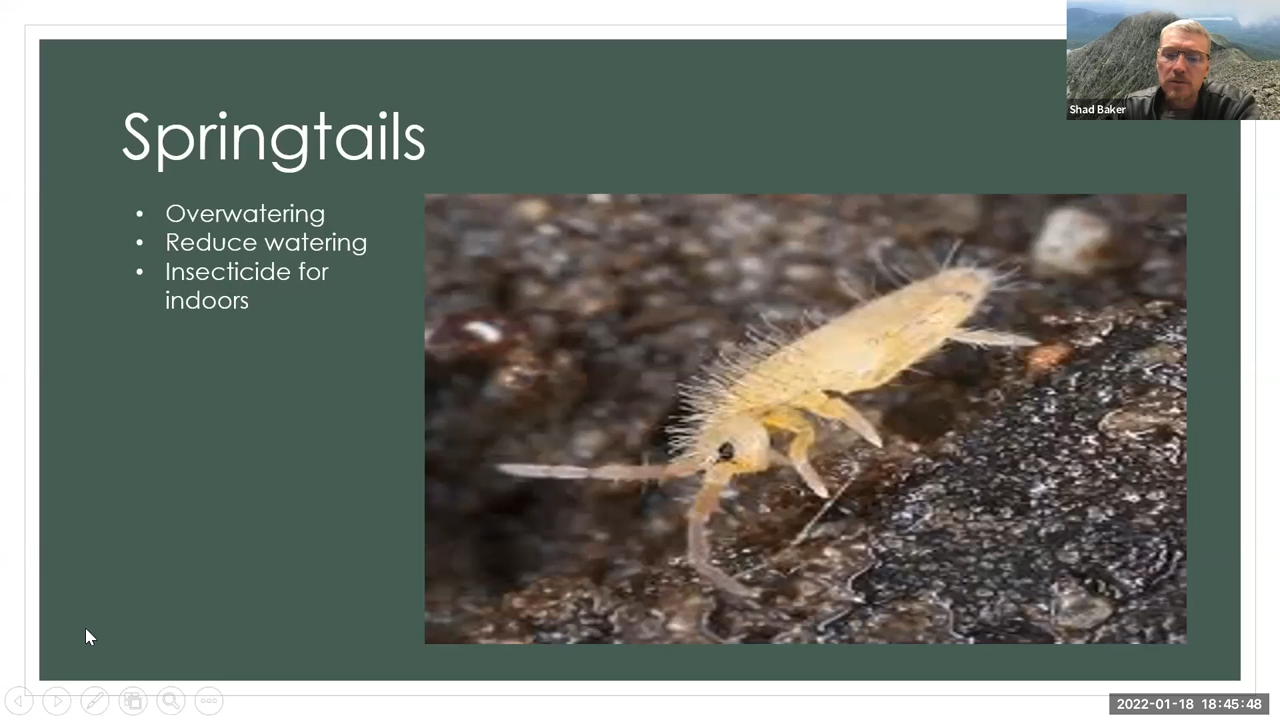 Shad Baker
Springtails
• Overwatering
• Reduce watering
• Insecticide for
indoors
2022-01-18 18:45:48